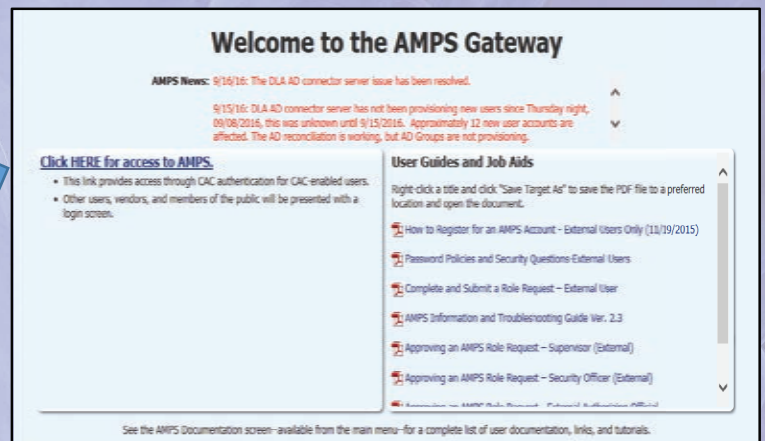 Welcome to the AMPS Gateway
AMPS News: 9/16/16: The DLA AD connector server issue has been resolved.
9/15/16: DLA AD connector server has not been provisioning new users since Thursday night,
09/08/2016, this was unknown until 9/15/2016. Approximately 12 new user accounts are
affected. The AD reconciliation is working, but AD Groups are not provisioning.
Click HERE for access to AMPS.
• This link provides access through CAC authentication for CAC-enabled users.
• Other users, vendors, and members of the public will be presented with a
login screen.
User Guides and Job Aids
Right-click a title and click "Save Target As" to save the PDF file to a preferred
location and open the document.
How to Register for an AMPS Account - External Users Only (11/19/2015)
Password Policies and Security Questions-External Users
Complete and Submit a Role Request – External User
AMPS Information and Troubleshooting Guide Ver. 2.3
Approving an AMPS Role Request – Supervisor (External)
Approving an AMPS Role Request – Security Officer (External)
Approving an AMPS Role Request - External Authorizing Official
See the AMPS Documentation screen--available from the main menu--for a complete list of user documentation, links, and tutorials.